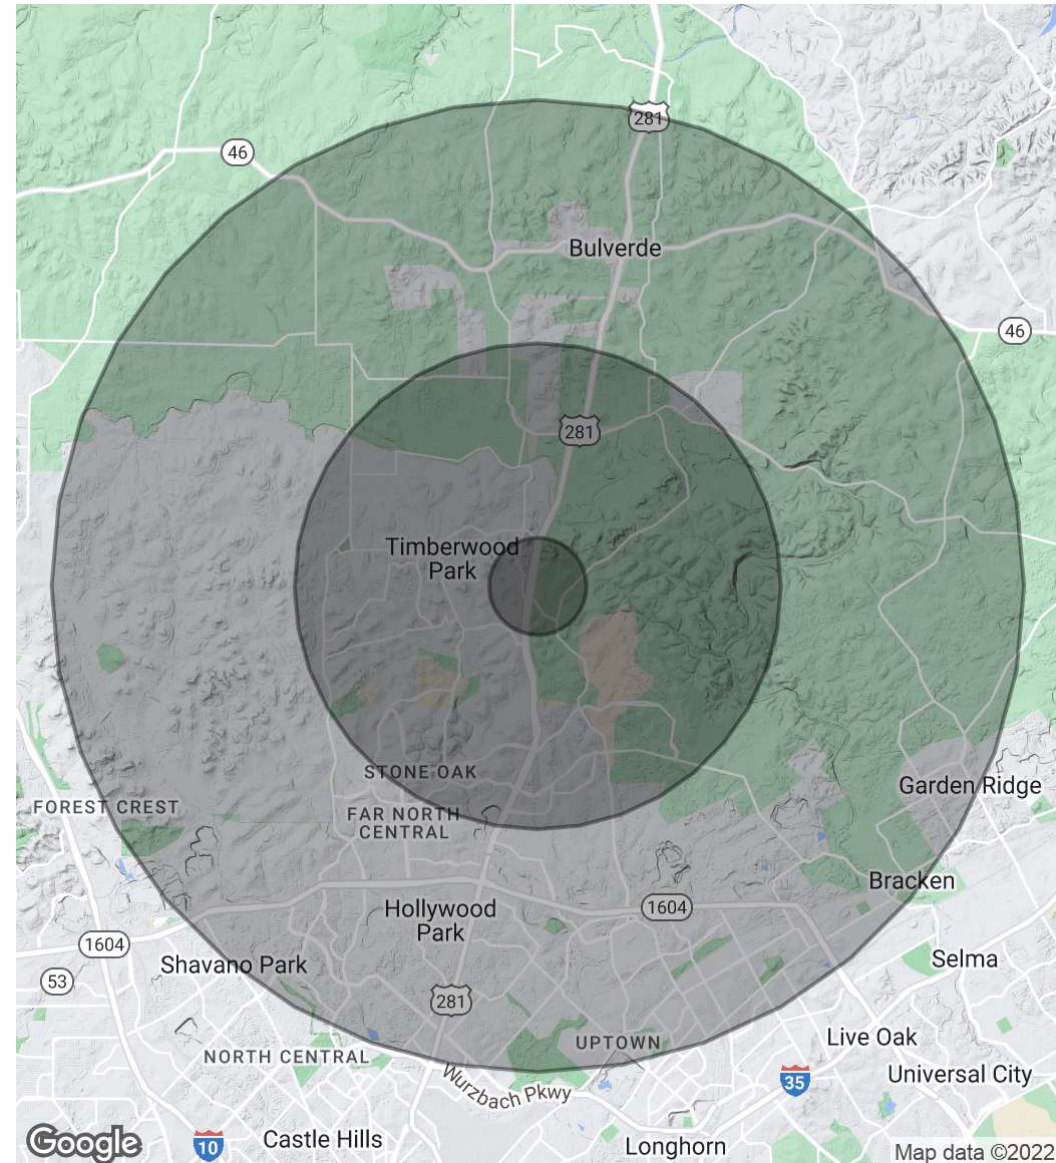 281
46
Bulverde
46
281
Timberwood
Park
STONE OAK
Garden Ridge
FOREST CREST
FAR NORTH
CENTRAL
Bracken
Hollywood
Park
1604
1604
Shavano Park
Selma
53
281
UPTOWN
Live Oak
NORTH CENTRAL
Wurzbach Pkwy
35
Universal City
Google
10
Castle Hills
Longhorn
Map data ©2022